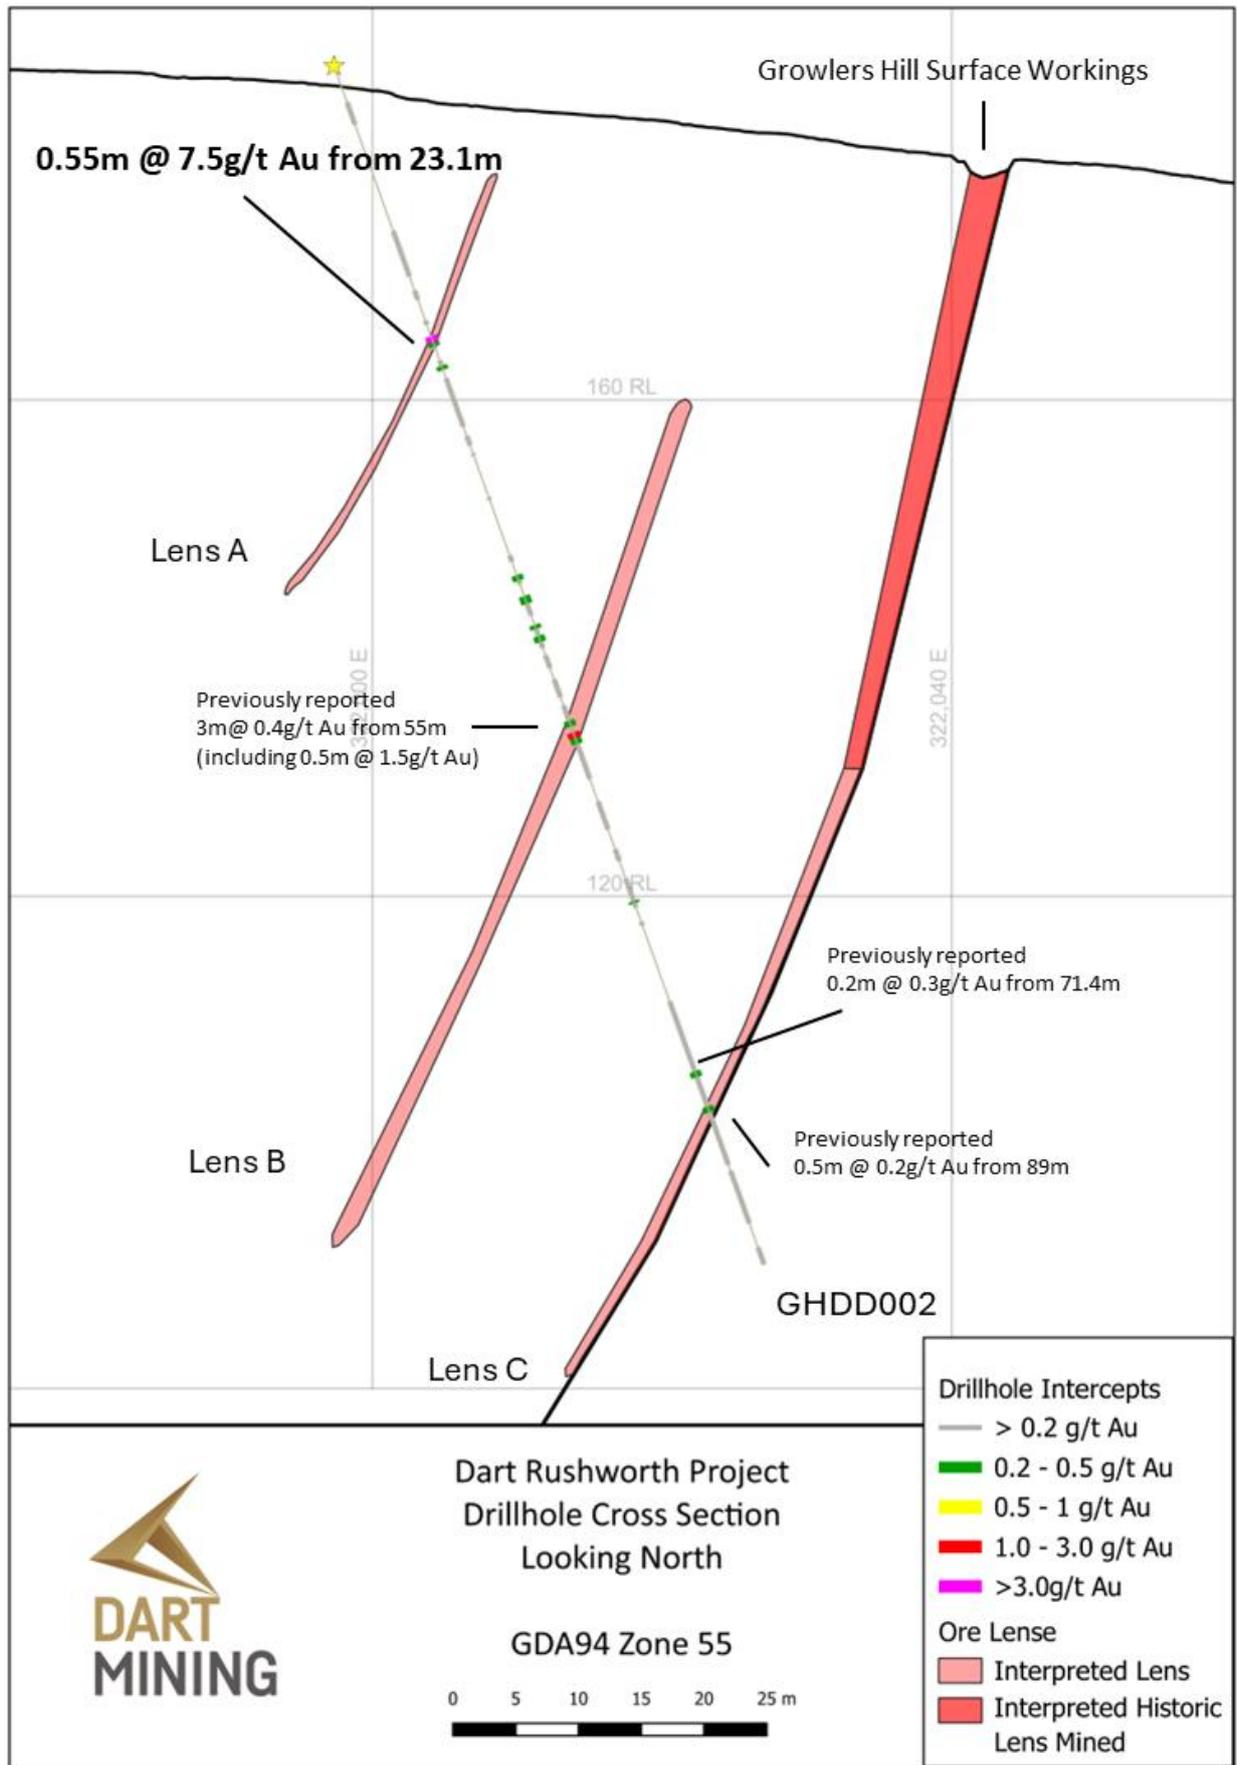 Growlers Hill Surface Workings
0.55m @ 7.5g/t Au from 23.1m
160 RL
Lens A
322,040 E
Previously reported
3m@ 0.4g/t Au from 55m
(including 0.5m @ 1.5g/t Au)
120 RL
Previously reported
0.2m @ 0.3g/t Au from 71.4m
Previously reported
0.5m @ 0.2g/t Au from 89m
Lens B
GHDD002
Lens C
Drillhole Intercepts
> 0.2 g/t Au
0.2 - 0.5 g/t Au
0.5 - 1 g/t Au
1.0 - 3.0 g/t Au
>3.0g/t Au
Ore Lense
Interpreted Lens
Interpreted Historic
Lens Mined
Dart Rushworth Project
Drillhole Cross Section
Looking North
GDA94 Zone 55
0 5 10 15 20 25 m
DART
MINING